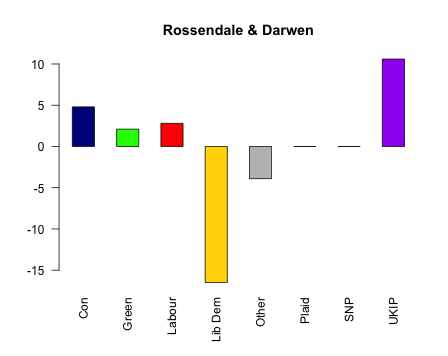 Rossendale & Darwen
10
5
0
-5
-10
-15
Con
Green
Labour
Lib Dem
Other
Plaid
SNP
UKIP